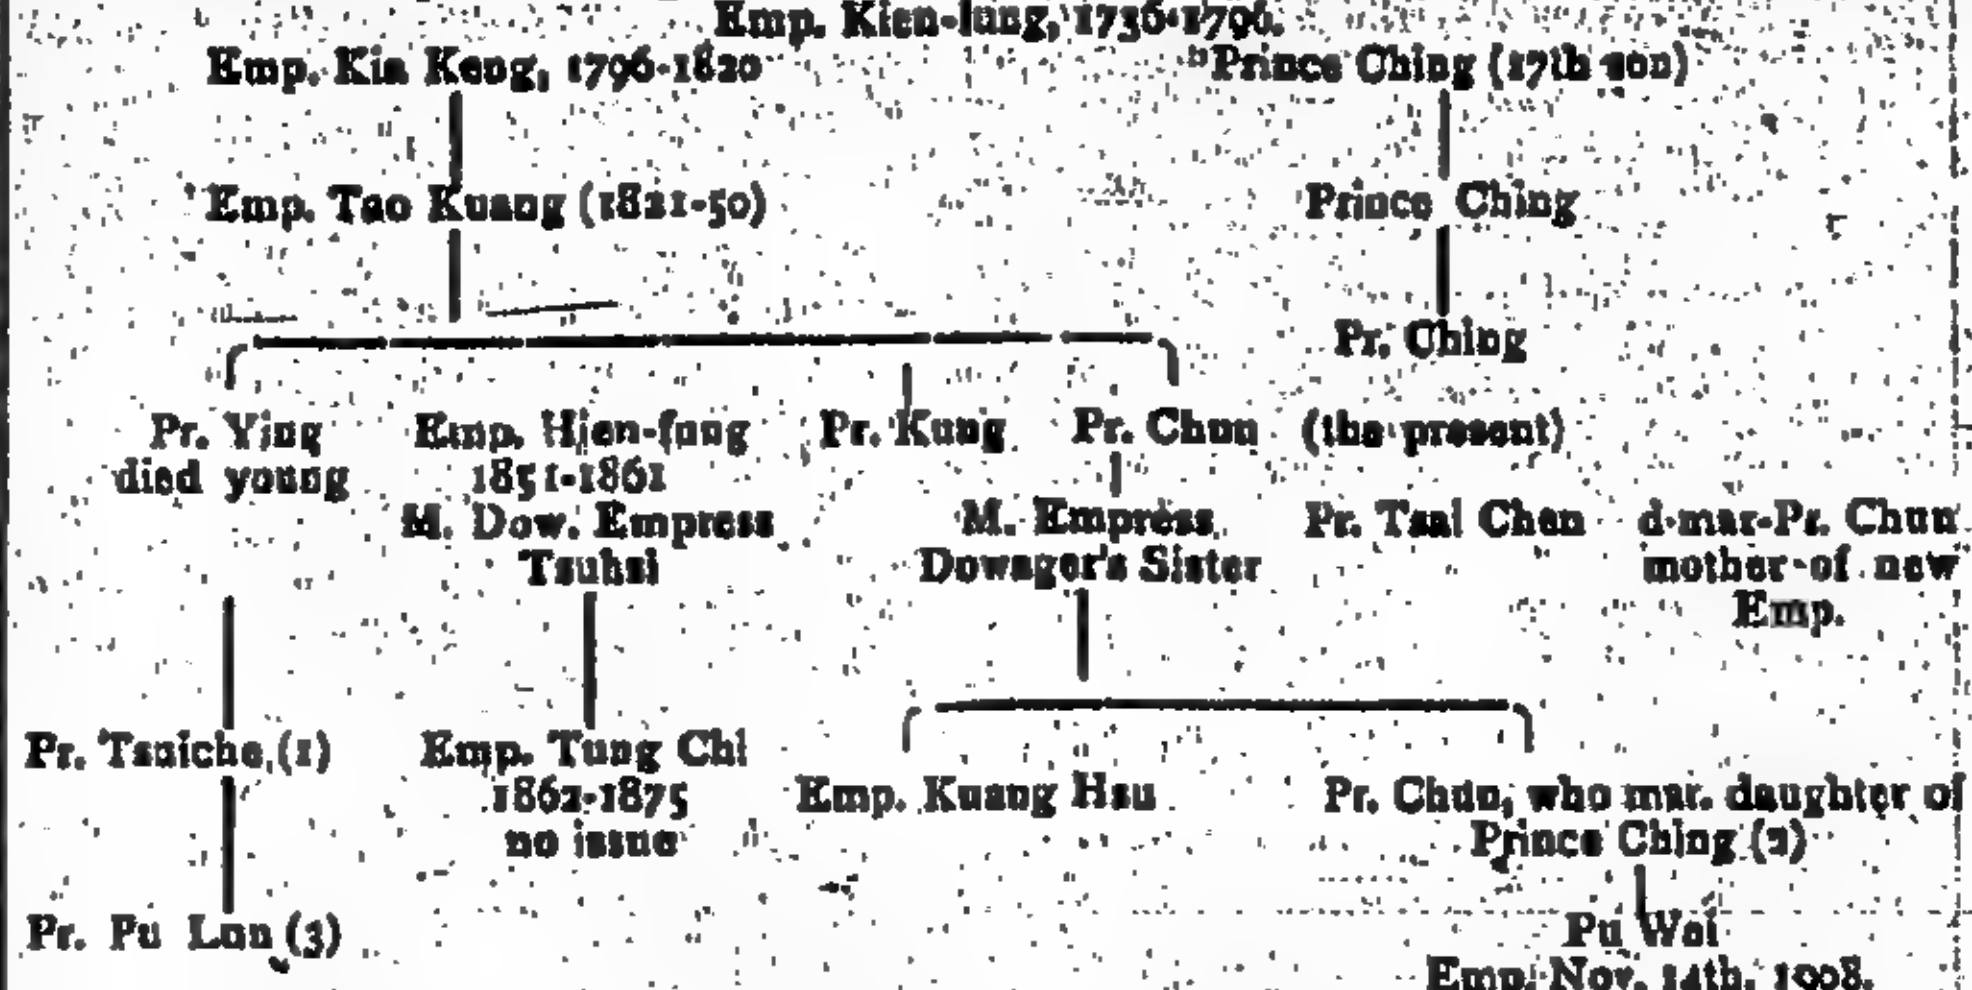 Emp. Kien-lung, 1736-1796.
Emp. Kia Keng, 1796-1820
Prince Ching (17th son)
Emp. Tao Kuang (1821-50)
Prince Ching
Pr. Ching
Pr. Ying
died young
Emp. Hien-fung
1851-1861
M. Dow. Empress
Tsuhsi
Pr. Kung
Pr. Chun
M. Empress
Dowager's Sister
(the present)
Pr. Tsai Chen
d-mar-Pr. Chun
mother of new
Emp.
Pr. Tsaiche (1)
Emp. Tung Chi
1862-1875
no issue
Emp. Kuang Hsu
Pr. Chun, who mar. daughter of
Prince Ching (2)
Pr. Pu Lun (3)
Pu Wei
Emp. Nov. 14th, 1908.